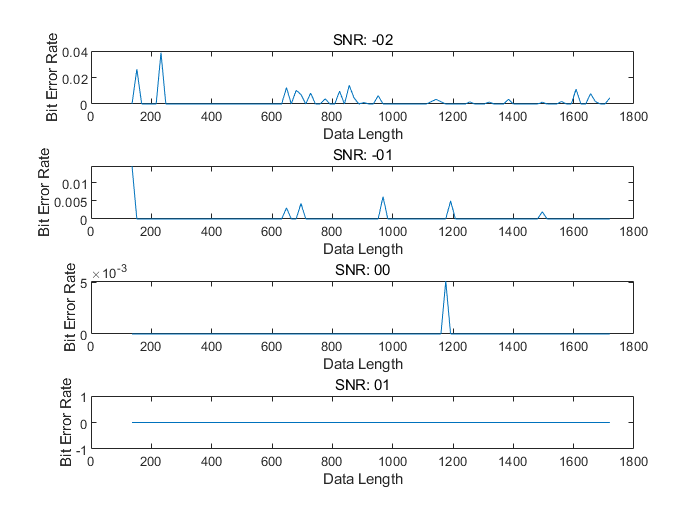 SNR: -02
Bit Error Rate
0.04
0.02
0
0 200 400 600 800 1000 1200 1400 1600 1800
Data Length
SNR: -01
Bit Error Rate
0.01
0.005
0
0 200 400 600 800 1000 1200 1400 1600 1800
Data Length
SNR: 00
×10-3
Bit Error Rate
5
0
0 200 400 600 800 1000 1200 1400 1600 1800
Data Length
SNR: 01
Bit Error Rate
1
0
-1
0 200 400 600 800 1000 1200 1400 1600 1800
Data Length